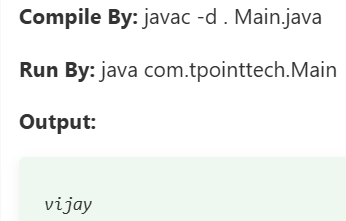 Compile By: javac -d . Main.java
Run By: java com.tpointtech.Main
Output:
vijay